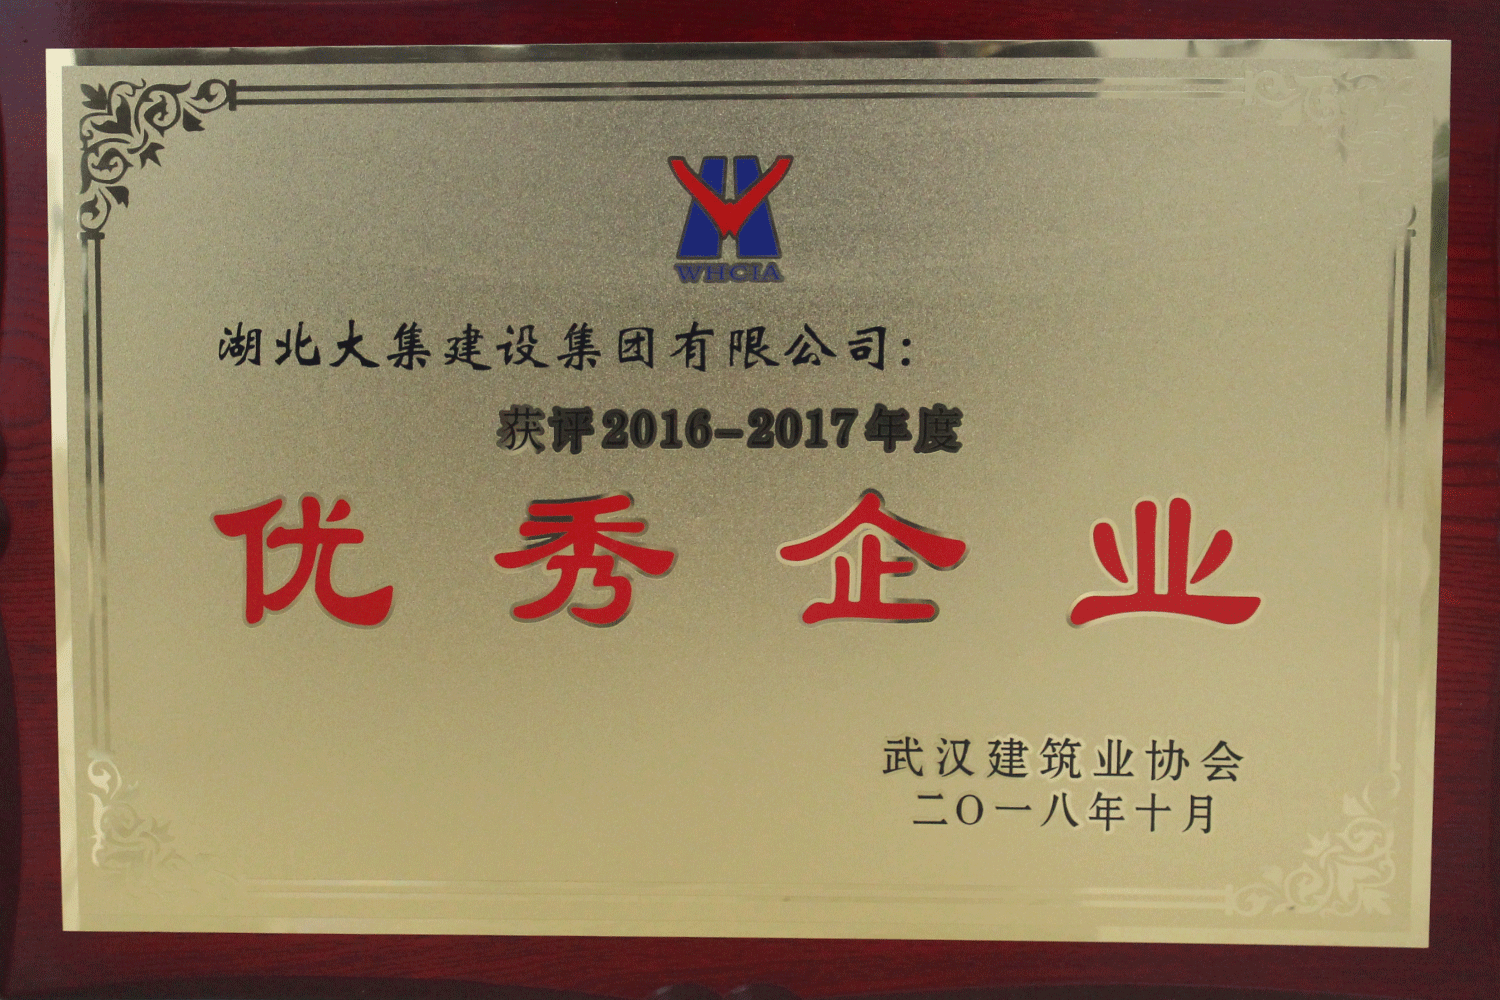 WHCIA
湖北大集建设集团有限公司：
获评2016-2017年度
优秀企业
武汉建筑业协会
二〇一八年十月